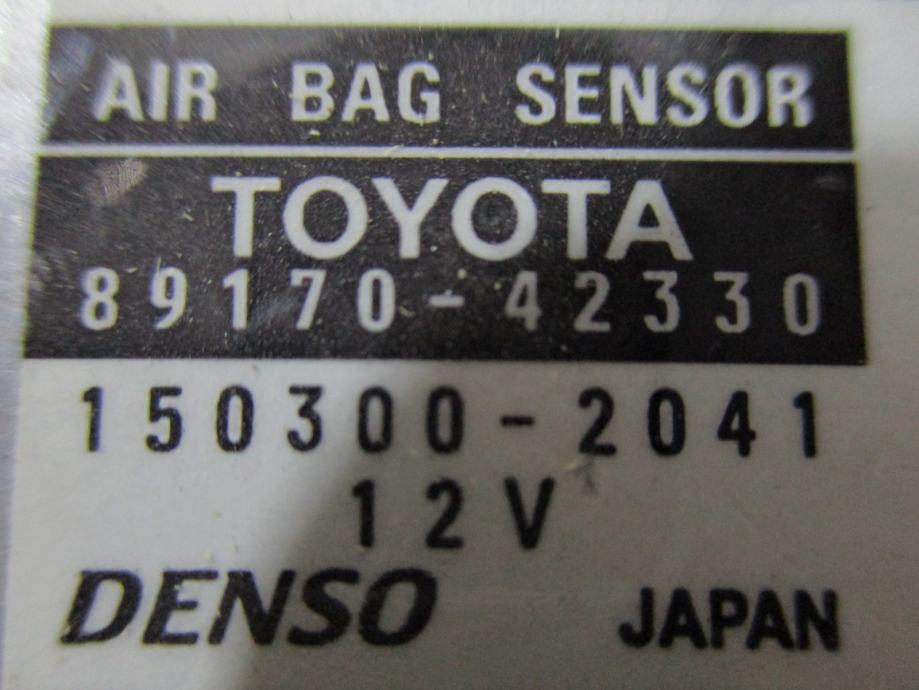 AIR BAG SENSOR
TOYOTA
89170-42330
150300-2041
12V
DENSO JAPAN